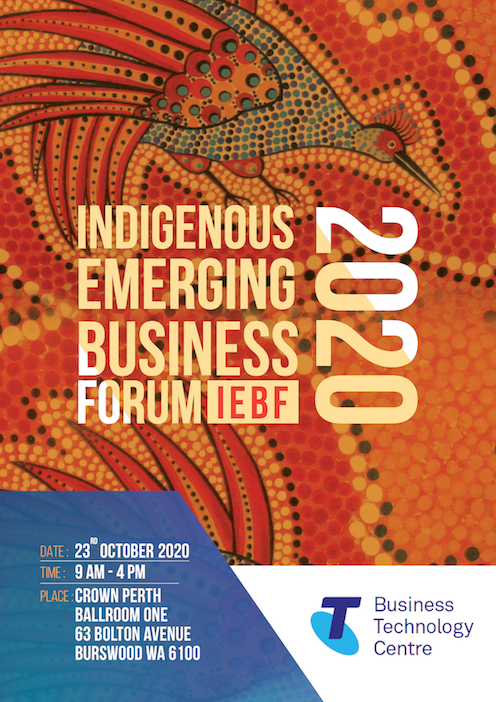 INDIGENOUS
EMERGING
BUSINESS
FORUM IEBF
2020
DATE : 23RD OCTOBER 2020
TIME : 9 AM - 4 PM
PLACE : CROWN PERTH
BALLROOM ONE
63 BOLTON AVENUE
BURSWOOD WA 6100
T Business
Technology
Centre